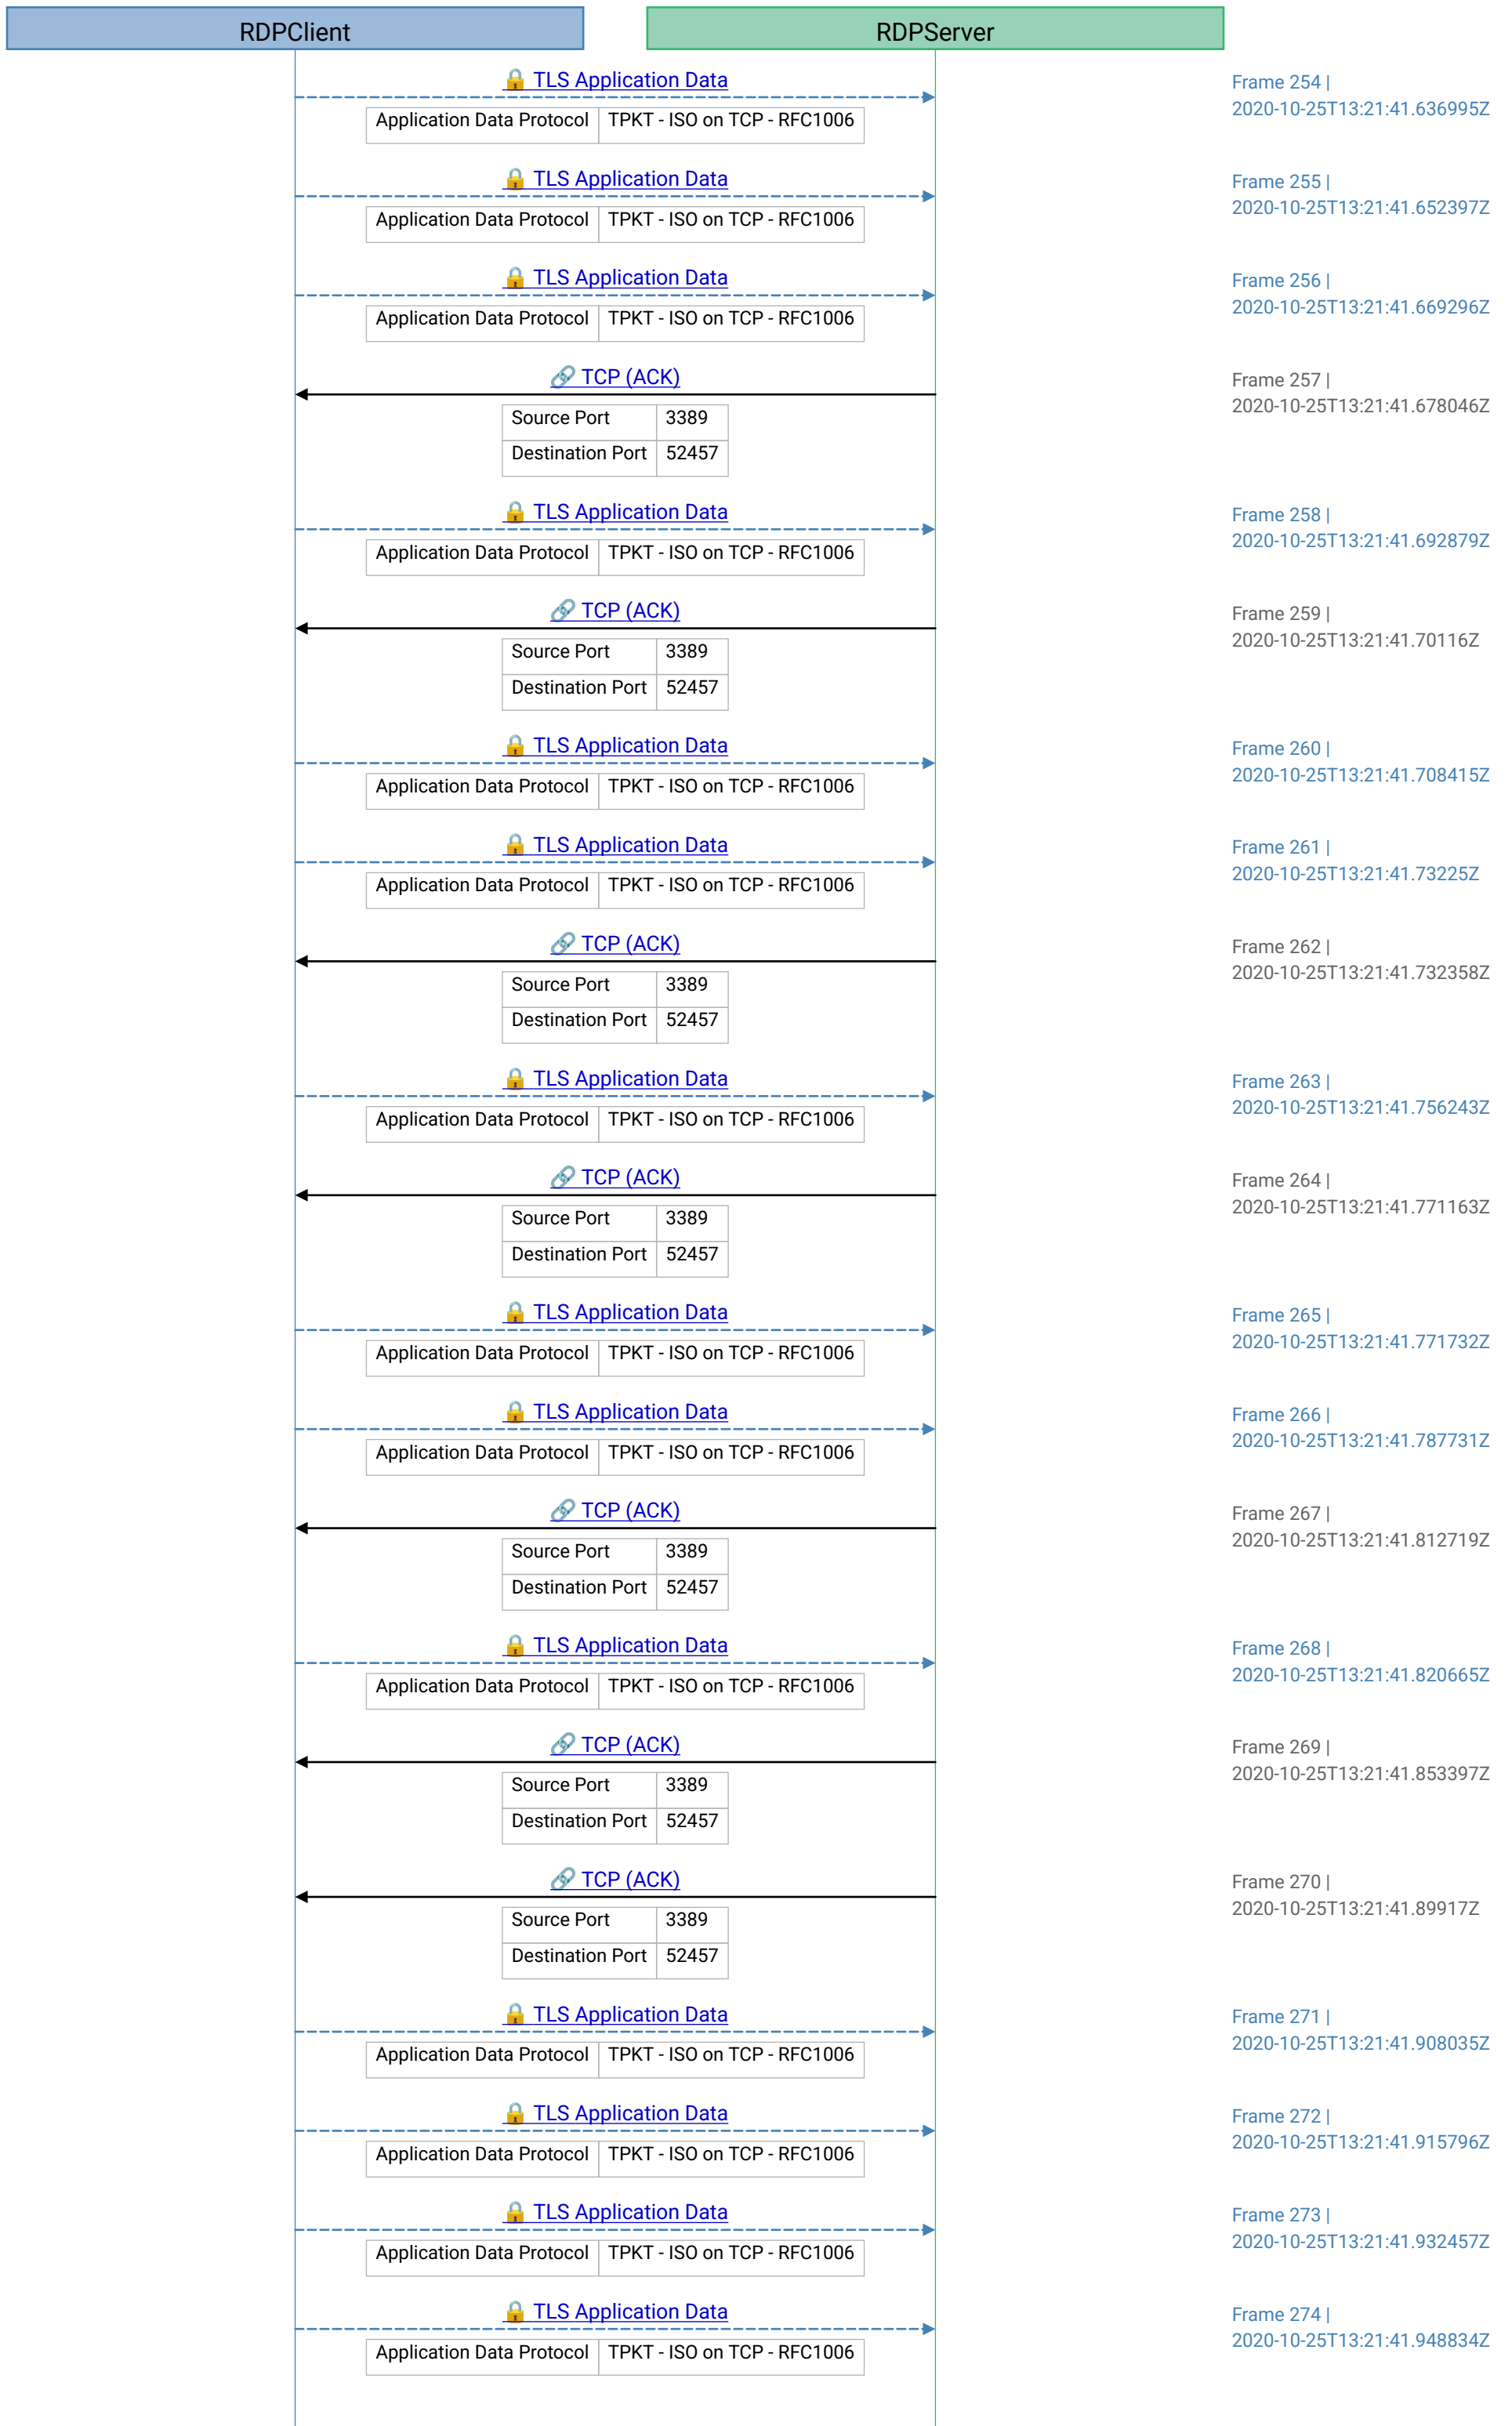 RDPClient
RDPServer
🔒 TLS Application Data
Frame 254 |
2020-10-25T13:21:41.636995Z
Application Data Protocol TPKT - ISO on TCP - RFC1006
🔒 TLS Application Data
Frame 255 |
2020-10-25T13:21:41.652397Z
Application Data Protocol TPKT - ISO on TCP - RFC1006
🔒 TLS Application Data
Frame 256 |
2020-10-25T13:21:41.669296Z
Application Data Protocol TPKT - ISO on TCP - RFC1006
🔗 TCP (ACK)
Frame 257 |
2020-10-25T13:21:41.678046Z
Source Port 3389
Destination Port 52457
🔒 TLS Application Data
Frame 258 |
2020-10-25T13:21:41.692879Z
Application Data Protocol TPKT - ISO on TCP - RFC1006
🔗 TCP (ACK)
Frame 259 |
2020-10-25T13:21:41.70116Z
Source Port 3389
Destination Port 52457
🔒 TLS Application Data
Frame 260 |
2020-10-25T13:21:41.708415Z
Application Data Protocol TPKT - ISO on TCP - RFC1006
🔒 TLS Application Data
Frame 261 |
2020-10-25T13:21:41.73225Z
Application Data Protocol TPKT - ISO on TCP - RFC1006
🔗 TCP (ACK)
Frame 262 |
2020-10-25T13:21:41.732358Z
Source Port 3389
Destination Port 52457
🔒 TLS Application Data
Frame 263 |
2020-10-25T13:21:41.756243Z
Application Data Protocol TPKT - ISO on TCP - RFC1006
🔗 TCP (ACK)
Frame 264 |
2020-10-25T13:21:41.771163Z
Source Port 3389
Destination Port 52457
🔒 TLS Application Data
Frame 265 |
2020-10-25T13:21:41.771732Z
Application Data Protocol TPKT - ISO on TCP - RFC1006
🔒 TLS Application Data
Frame 266 |
2020-10-25T13:21:41.787731Z
Application Data Protocol TPKT - ISO on TCP - RFC1006
🔗 TCP (ACK)
Frame 267 |
2020-10-25T13:21:41.812719Z
Source Port 3389
Destination Port 52457
🔒 TLS Application Data
Frame 268 |
2020-10-25T13:21:41.820665Z
Application Data Protocol TPKT - ISO on TCP - RFC1006
🔗 TCP (ACK)
Frame 269 |
2020-10-25T13:21:41.853397Z
Source Port 3389
Destination Port 52457
🔗 TCP (ACK)
Frame 270 |
2020-10-25T13:21:41.89917Z
Source Port 3389
Destination Port 52457
🔒 TLS Application Data
Frame 271 |
2020-10-25T13:21:41.908035Z
Application Data Protocol TPKT - ISO on TCP - RFC1006
🔒 TLS Application Data
Frame 272 |
2020-10-25T13:21:41.915796Z
Application Data Protocol TPKT - ISO on TCP - RFC1006
🔒 TLS Application Data
Frame 273 |
2020-10-25T13:21:41.932457Z
Application Data Protocol TPKT - ISO on TCP - RFC1006
🔒 TLS Application Data
Frame 274 |
2020-10-25T13:21:41.948834Z
Application Data Protocol TPKT - ISO on TCP - RFC1006